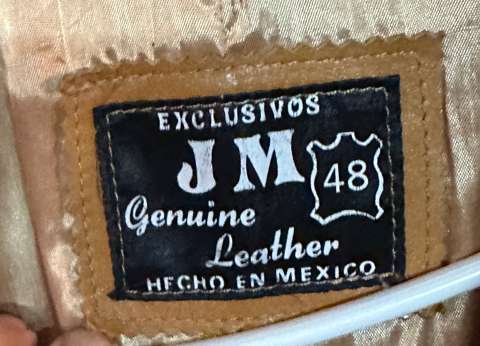 EXCLUSIVOS
JM
48
Genuine
Leather
HECHO EN MEXICO